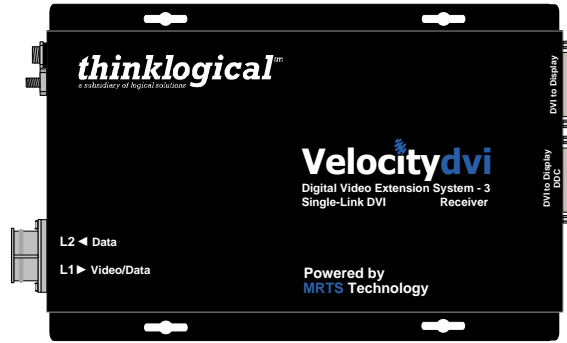 thinklogical™
a subsidiary of logical solutions
DVI to Display
Velocitydvi
Digital Video Extension System - 3
Single-Link DVI Receiver
DVI to Display
DDC
L2 ◄ Data
L1► Video/Data
Powered by
MRTS Technology